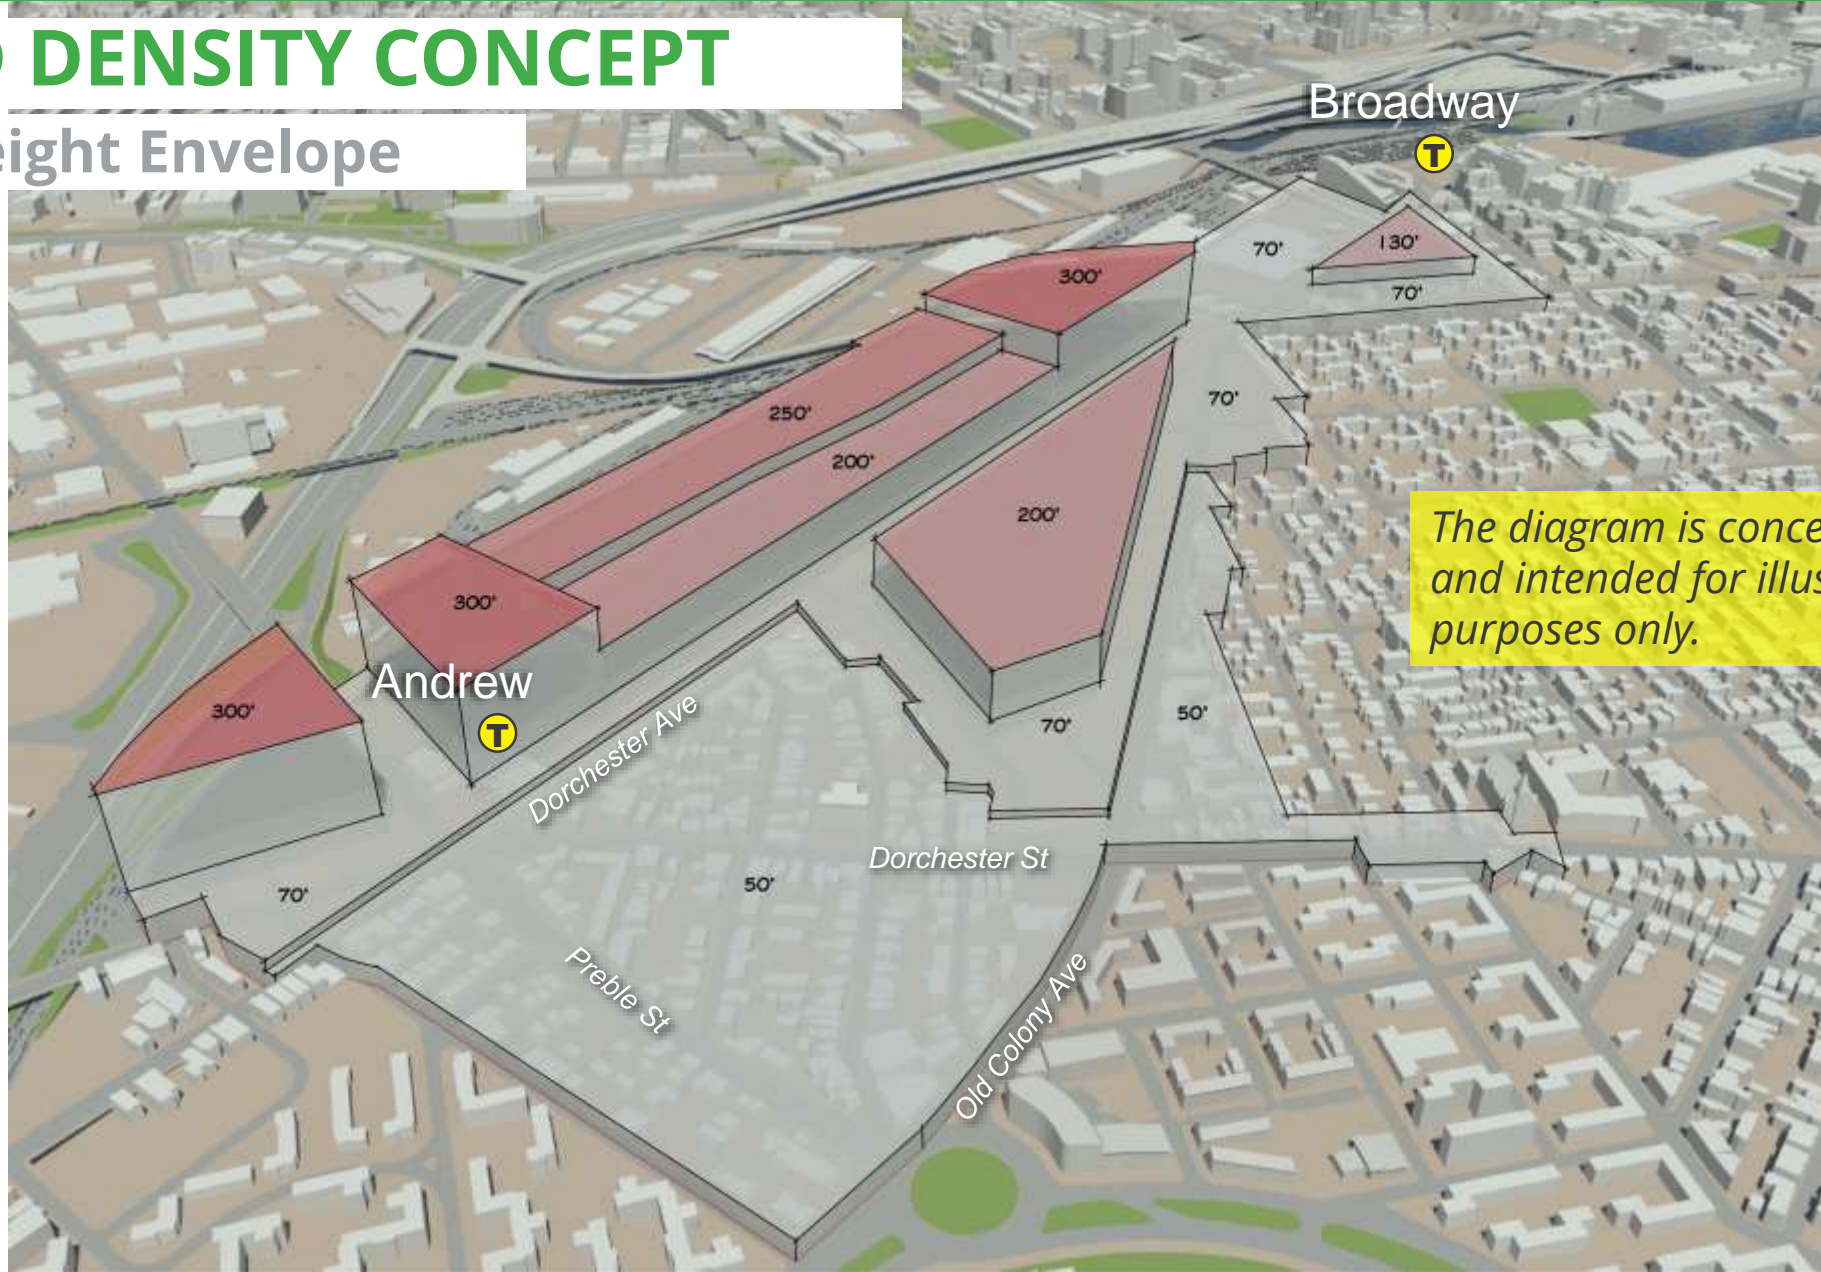 DENSITY CONCEPT
eight Envelope
Broadway
T
70'
130'
300'
70'
250'
70'
200'
200'
The diagram is conce
and intended for illus
purposes only.
300'
Andrew
300'
T
Dorchester Ave
70'
50'
Dorchester St
50'
70'
Preble St
Old Colony Ave